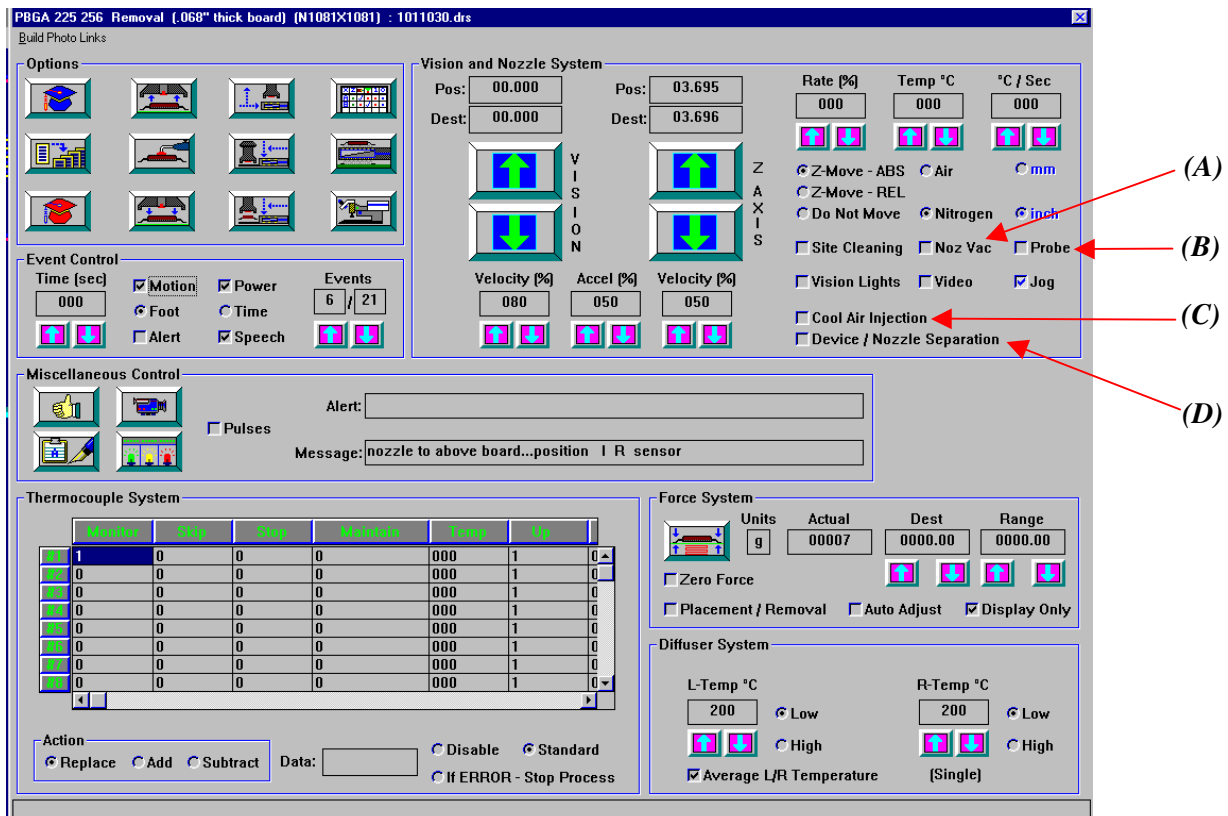 PBGA 225 256 Removal (.068" thick board) (N1081X1081) : 1011030.drs
Build Photo Links
Options
Vision and Nozzle System
Pos: 00.000
Dest: 00.000
VISION
Velocity (%)
080
Pos: 03.695
Dest: 03.696
Z AXIS
Accel (%) Velocity (%)
050 050
Rate (%) Temp °C °C / Sec
000 000 000
Z-Move - ABS Air mm
Z-Move - REL
Do Not Move Nitrogen inch
Site Cleaning Noz Vac Probe
Vision Lights Video Jog
Cool Air Injection
Device / Nozzle Separation
(A)
(B)
(C)
(D)
Event Control
Time (sec) Motion Power Events
000 Foot Time 6 / 21
Alert Speech
Miscellaneous Control
A
Pulses
Alert:
Message: nozzle to above board...position I R sensor
Thermocouple System
Monitor Skip Stop Maintain Temp Up
#1 1 0 0 0 000 1 0
#2 0 0 0 0 000 1 0
#3 0 0 0 0 000 1 0
#4 0 0 0 0 000 1 0
#5 0 0 0 0 000 1 0
#6 0 0 0 0 000 1 0
#7 0 0 0 0 000 1 0
#8 0 0 0 0 000 1 0
Action
Replace Add Subtract
Data:
Disable Standard
If ERROR - Stop Process
Force System
Units Actual Dest Range
g 00007 0000.00 0000.00
Zero Force
Placement / Removal Auto Adjust Display Only
Diffuser System
L-Temp °C R-Temp °C
200 Low 200 Low
High High
Average L/R Temperature (Single)